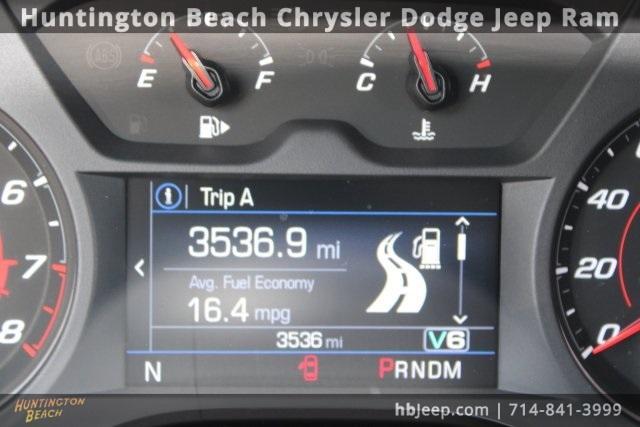 Huntington Beach Chrysler Dodge Jeep Ram
E F
C H
Trip A
3536.9 mi
Avg. Fuel Economy
16.4 mpg
3536 mi
V6
N
PRNDM
6
7
8
40
20
0
HUNTINGTON
BEACH
hbjeep.com | 714-841-3999